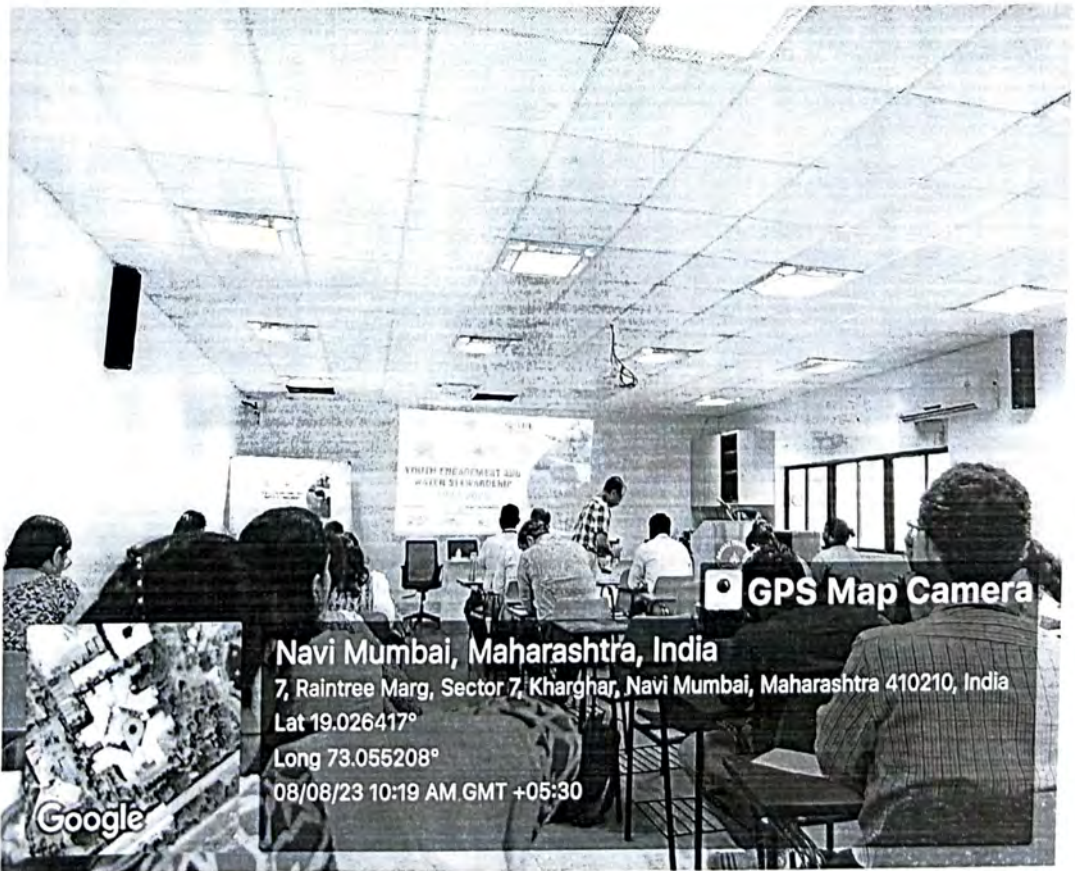 YOUTH ENGAGEMENT AND
WATER STEWARDSHIP
GPS Map Camera
Navi Mumbai, Maharashtra, India
7, Raintree Marg, Sector 7, Kharghar, Navi Mumbai, Maharashtra 410210, India
Lat 19.026417°
Long 73.055208°
08/08/23 10:19 AM GMT +05:30
Google